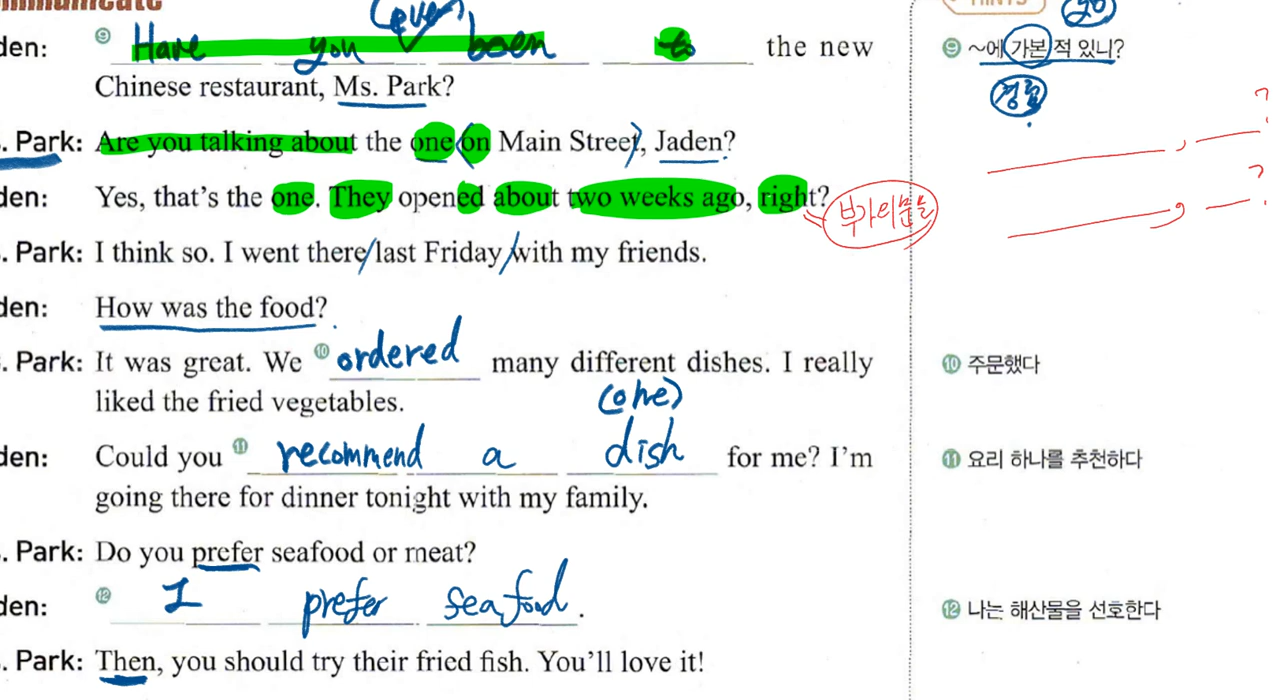 HINTS
(ever)
den: ⑨ Have you been to the new
⑨ ~에 가본 적 있니?
Chinese restaurant, Ms. Park?
경험
. Park: Are you talking about the one on Main Street, Jaden?
den: Yes, that's the one. They opened about two weeks ago, right?
부가의문문
. Park: I think so. I went there/last Friday/with my friends.
den: How was the food?
. Park: It was great. We ⑩ ordered many different dishes. I really
⑩ 주문했다
liked the fried vegetables.
(one)
den: Could you ⑪ recommend a dish for me? I'm
⑪ 요리 하나를 추천하다
going there for dinner tonight with my family.
. Park: Do you prefer seafood or meat?
den: ⑫ I prefer seafood.
⑫ 나는 해산물을 선호한다
. Park: Then, you should try their fried fish. You'll love it!